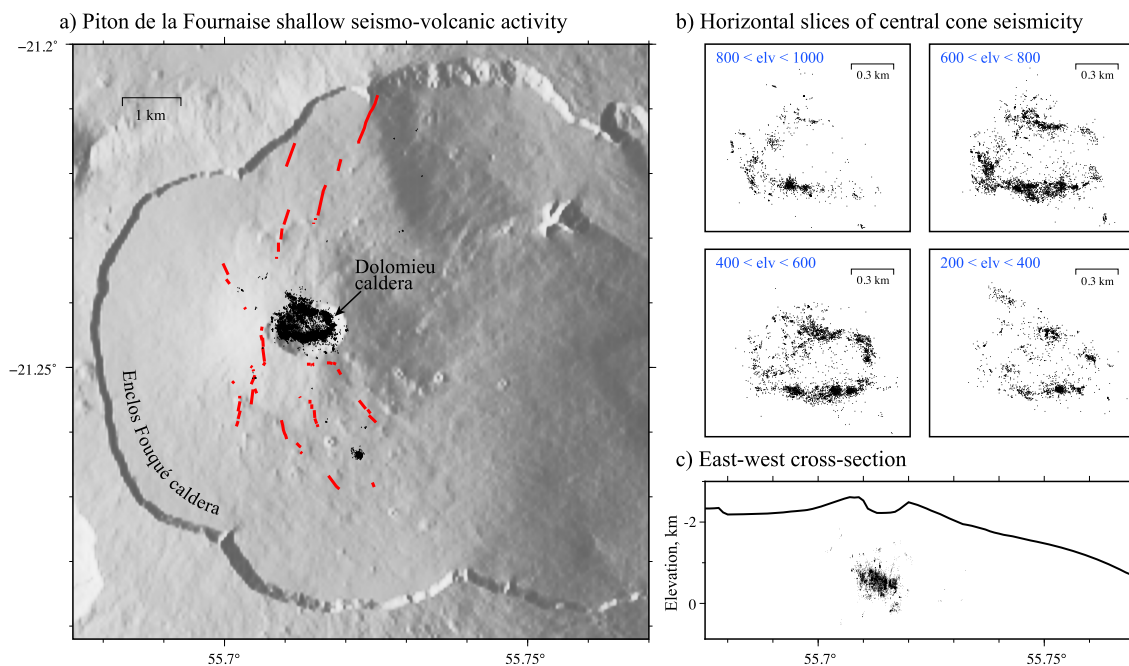 a) Piton de la Fournaise shallow seismo-volcanic activity
−21.2°
1 km
Dolomieu
caldera
−21.25°
Enclos Fouqué caldera
55.7°
55.75°
b) Horizontal slices of central cone seismicity
800 < elv < 1000
0.3 km
600 < elv < 800
0.3 km
400 < elv < 600
0.3 km
200 < elv < 400
0.3 km
c) East-west cross-section
Elevation, km
-2
0
55.7°
55.75°